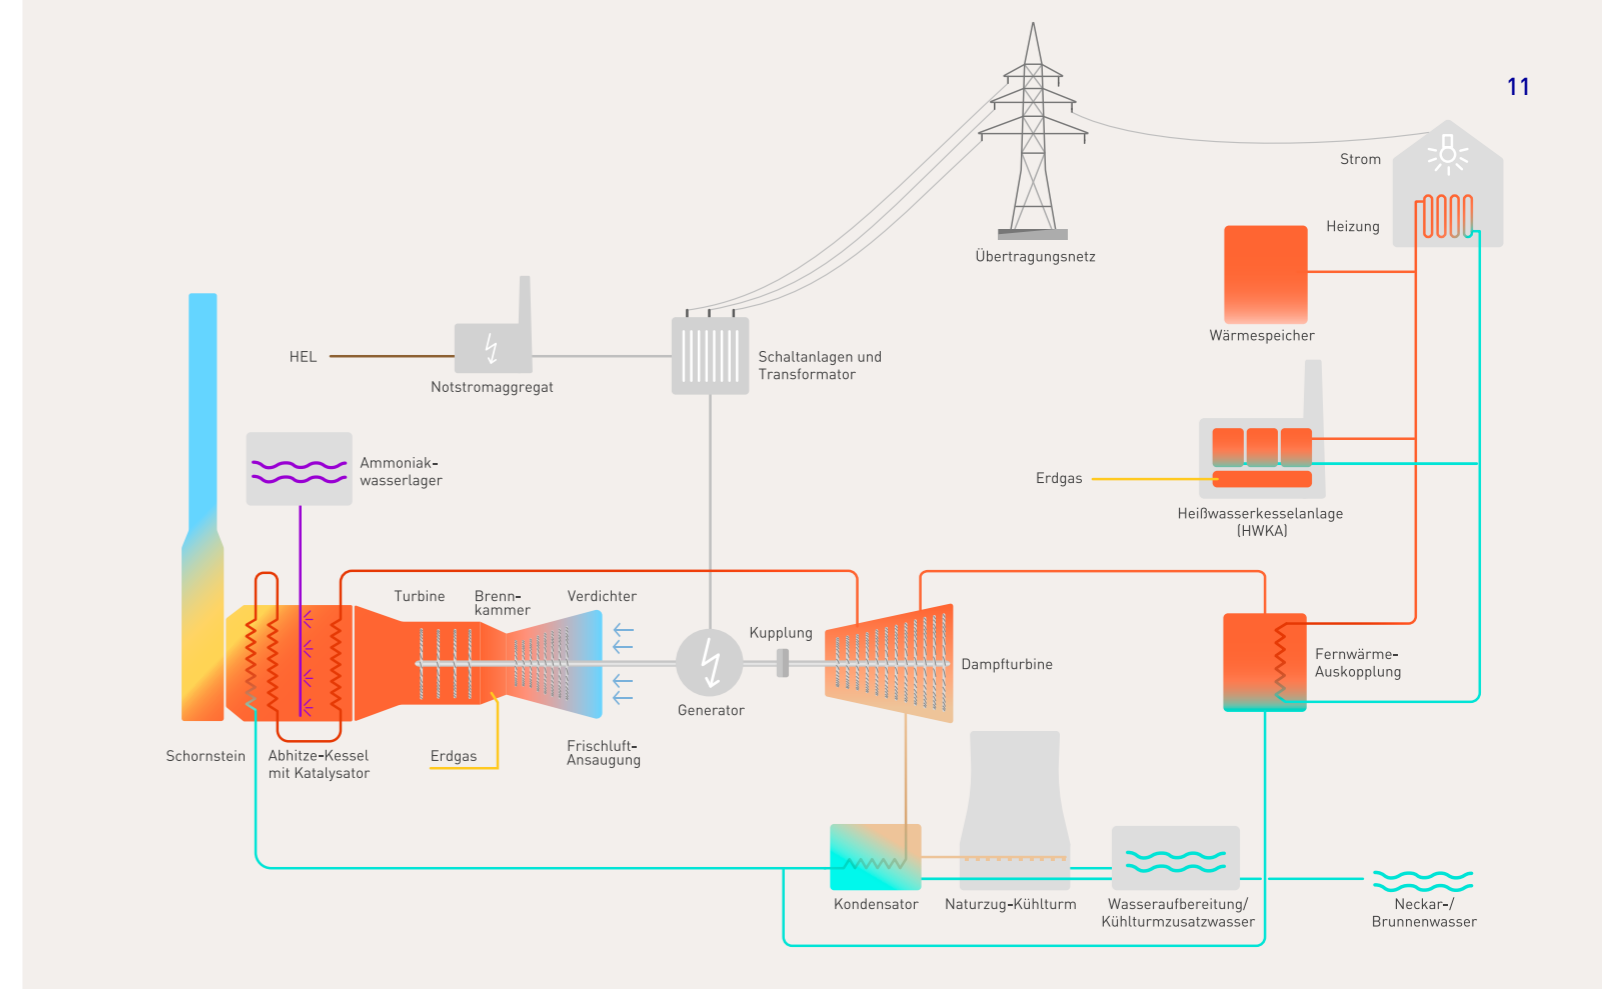 11
Strom
Heizung
Übertragungsnetz
Wärmespeicher
HEL
Notstromaggregat
Schaltanlagen und
Transformator
Ammoniak-
wasserlager
Erdgas
Heißwasserkesselanlage
(HWKA)
Turbine
Brenn-
kammer
Verdichter
Kupplung
Generator
Dampfturbine
Fernwärme-
Auskopplung
Schornstein
Abhitze-Kessel
mit Katalysator
Erdgas
Frischluft-
Ansaugung
Kondensator
Naturzug-Kühlturm
Wasseraufbereitung/
Kühlturmzusatzwasser
Neckar-/
Brunnenwasser